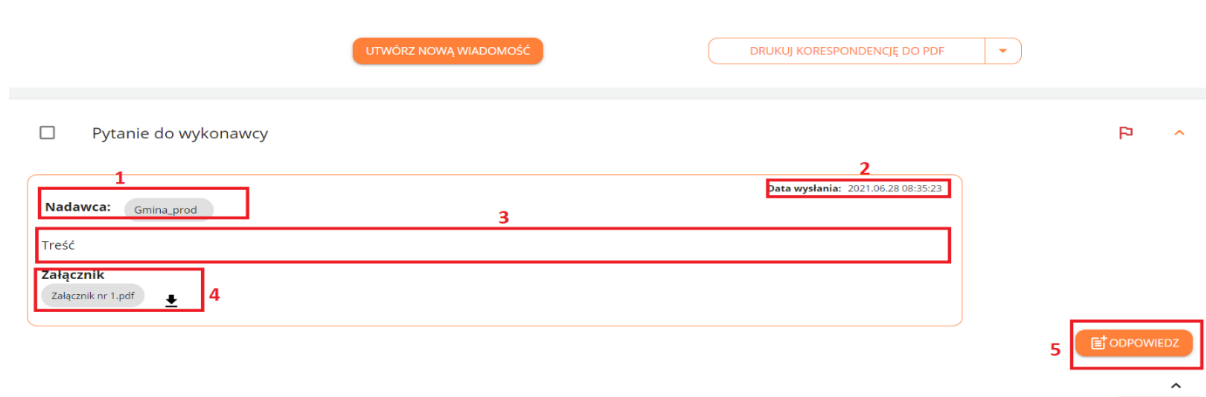 UTWÓRZ NOWĄ WIADOMOŚĆ
DRUKUJ KORESPONDENCJĘ DO PDF
Pytanie do wykonawcy
1
2
Data wysłania: 2021.06.28 08:35:23
Nadawca: Gmina_prod
3
Treść
Załącznik
Załącznik nr 1.pdf
4
5
ODPOWIEDZ